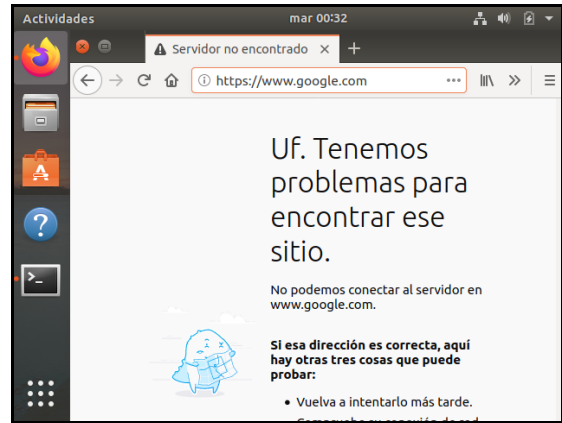 Actividades mar 00:32
Servidor no encontrado
https://www.google.com
Uf. Tenemos
problemas para
encontrar ese
sitio.
No podemos conectar al servidor en
www.google.com.
Si esa dirección es correcta, aquí
hay otras tres cosas que puede
probar:
• Vuelva a intentarlo más tarde.